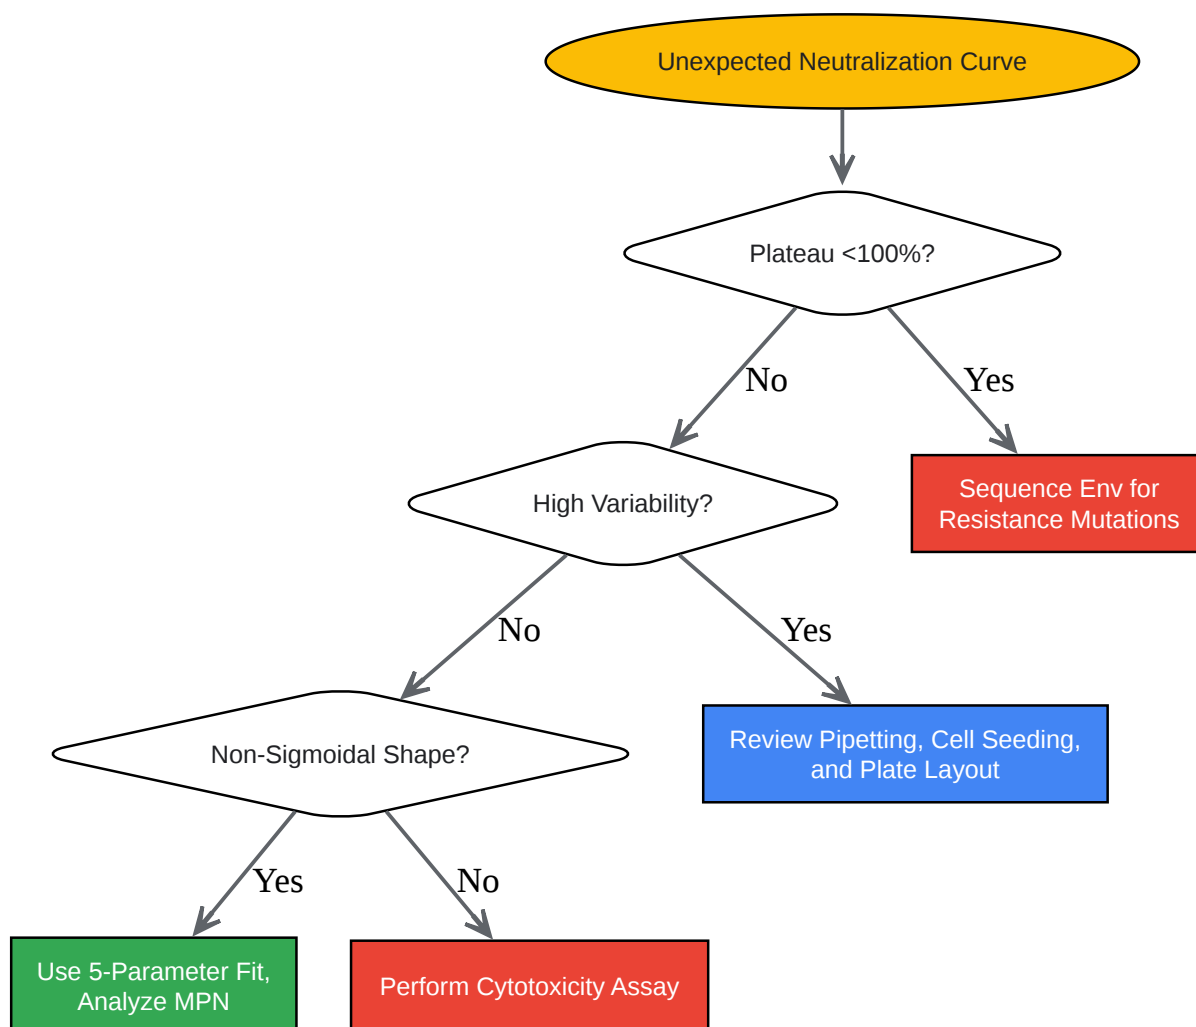 Unexpected Neutralization Curve
Plateau <100%?
No
Yes
High Variability?
Sequence Env for
Resistance Mutations
No
Yes
Non-Sigmoidal Shape?
Review Pipetting, Cell Seeding,
and Plate Layout
Yes
No
Use 5-Parameter Fit,
Analyze MPN
Perform Cytotoxicity Assay